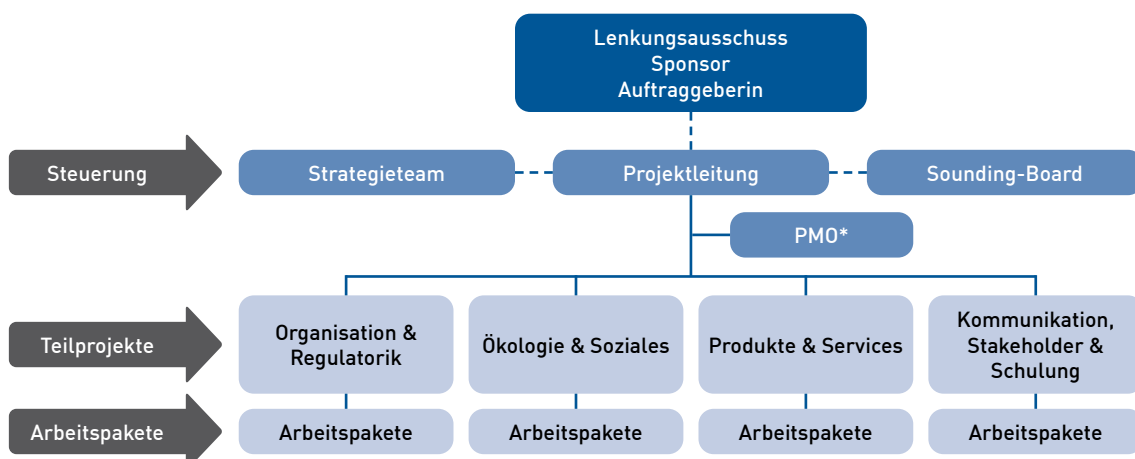 Lenkungsausschuss
Sponsor
Auftraggeberin
Steuerung
Strategieteam
Projektleitung
Sounding-Board
PMO*
Teilprojekte
Organisation &
Regulatorik
Ökologie & Soziales
Produkte & Services
Kommunikation,
Stakeholder &
Schulung
Arbeitspakete
Arbeitspakete
Arbeitspakete
Arbeitspakete
Arbeitspakete